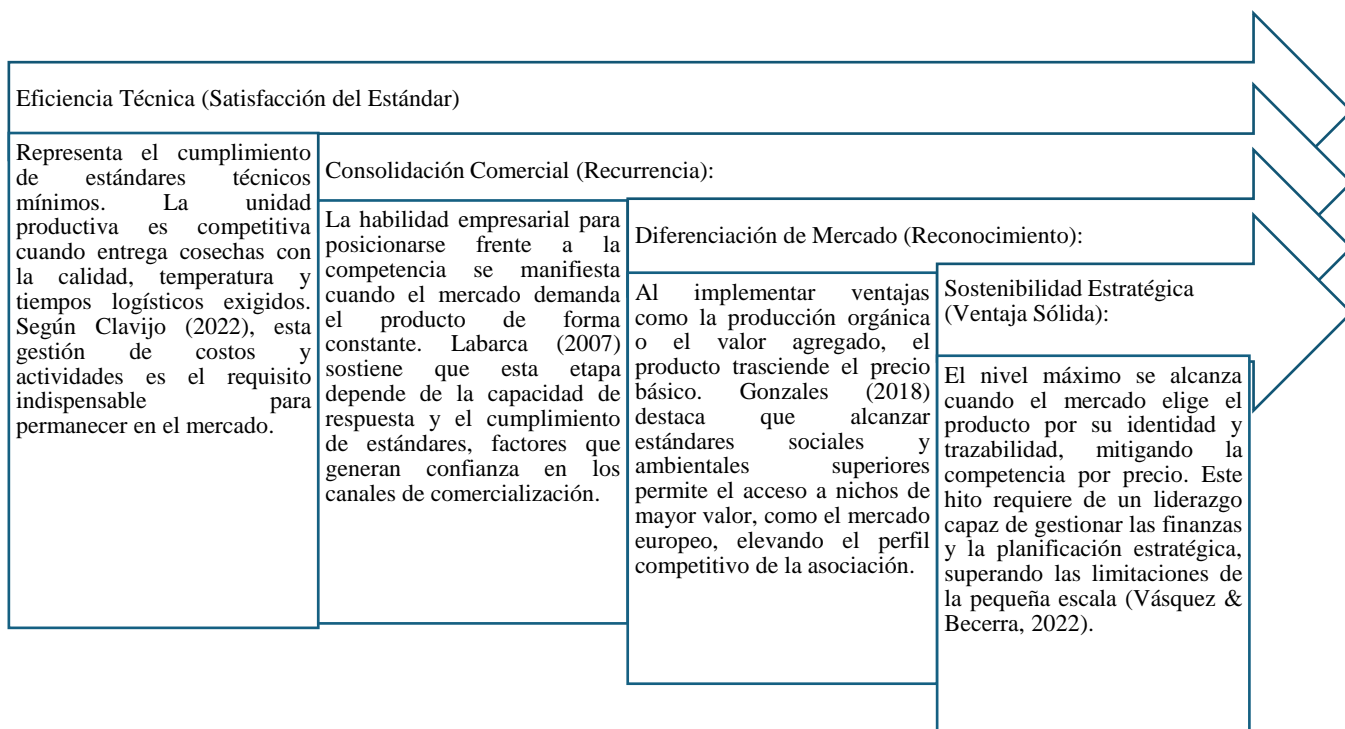 Eficiencia Técnica (Satisfacción del Estándar)
Representa el cumplimiento
de estándares técnicos
mínimos. La unidad
productiva es competitiva
cuando entrega cosechas con
la calidad, temperatura y
tiempos logísticos exigidos.
Según Clavijo (2022), esta
gestión de costos y
actividades es el requisito
indispensable para
permanecer en el mercado.
Consolidación Comercial (Recurrencia):
La habilidad empresarial para
posicionarse frente a la
competencia se manifiesta
cuando el mercado demanda
el producto de forma
constante. Labarca (2007)
sostiene que esta etapa
depende de la capacidad de
respuesta y el cumplimiento
de estándares, factores que
generan confianza en los
canales de comercialización.
Diferenciación de Mercado (Reconocimiento):
Al implementar ventajas
como la producción orgánica
o el valor agregado, el
producto trasciende el precio
básico. Gonzales (2018)
destaca que alcanzar
estándares sociales y
ambientales superiores
permite el acceso a nichos de
mayor valor, como el mercado
europeo, elevando el perfil
competitivo de la asociación.
Sostenibilidad Estratégica
(Ventaja Sólida):
El nivel máximo se alcanza
cuando el mercado elige el
producto por su identidad y
trazabilidad, mitigando la
competencia por precio. Este
hito requiere de un liderazgo
capaz de gestionar las finanzas
y la planificación estratégica,
superando las limitaciones de
la pequeña escala (Vásquez &
Becerra, 2022).